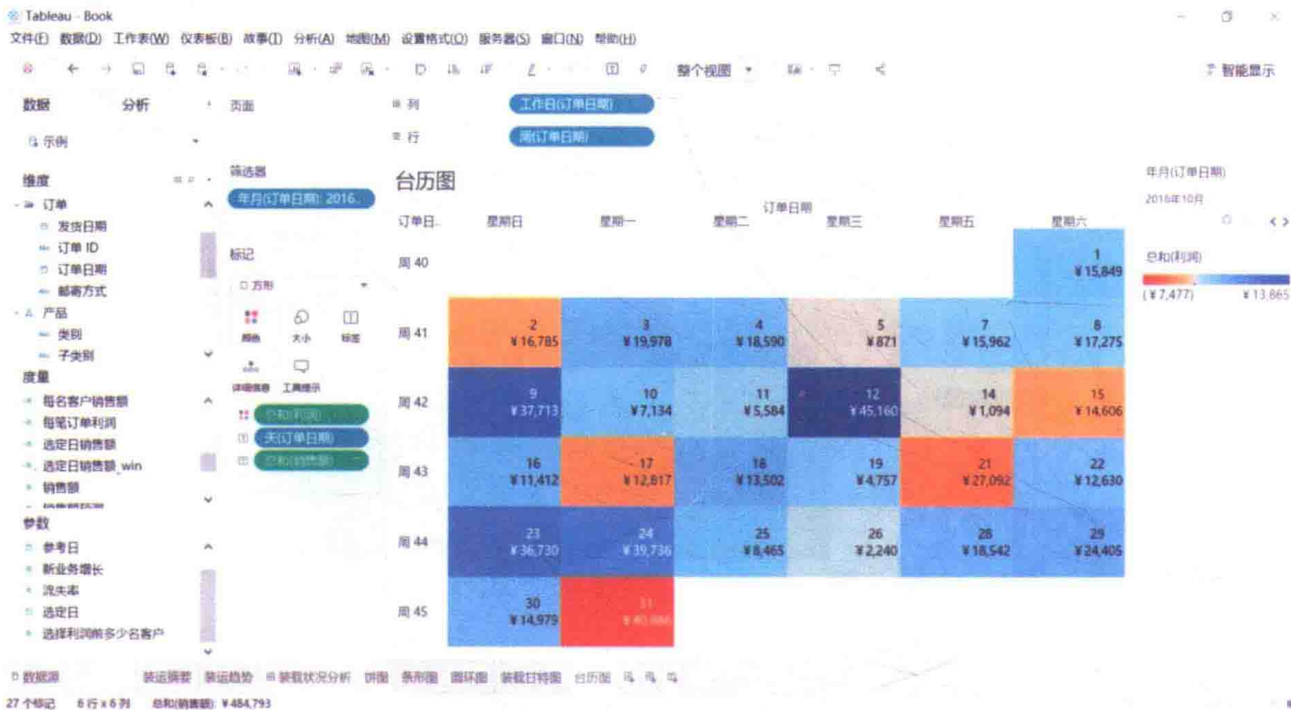 Tableau - Book
文件(F) 数据(D) 工作表(W) 仪表板(B) 故事(T) 分析(A) 地图(M) 设置格式(O) 服务器(S) 窗口(N) 帮助(H)
整个视图 智能显示
数据 分析 页面 列 工作日(订单日期)
示例 行 周(订单日期)
维度 筛选器 台历图 年月(订单日期)
订单 年月(订单日期): 2016.. 2016年10月
订单日期
发货日期 订单日.. 星期日 星期一 星期二 星期三 星期五 星期六
订单 ID 标记 周 40 1 总和(利润)
订单日期 方形 ¥15,849 (¥7,477) ¥13,865
邮寄方式
产品 颜色 大小 标签 周 41 2 3 4 5 7 8
类别 ¥16,785 ¥19,978 ¥18,590 ¥871 ¥15,962 ¥17,275
子类别
度量 详细信息 工具提示
每名客户销售额 总和(利润) 周 42 9 10 11 12 14 15
每笔订单利润 天(订单日期) ¥37,713 ¥7,134 ¥5,584 ¥45,160 ¥1,094 ¥14,606
选定日销售额 总和(销售额)
选定日销售额_win 周 43 16 17 18 19 21 22
销售额 ¥11,412 ¥12,817 ¥13,502 ¥4,757 ¥27,092 ¥12,630
参数
参考日 周 44 23 24 25 26 28 29
新业务增长 ¥36,730 ¥39,736 ¥8,465 ¥2,240 ¥18,542 ¥24,405
流失率
选定日 周 45 30 31
选择利润前多少名客户 ¥14,979
数据源 装运摘要 装运趋势 装载状况分析 饼图 条形图 圆环图 装载甘特图 台历图
27 个标记 6 行 x 6 列 总和(销售额): ¥484,793